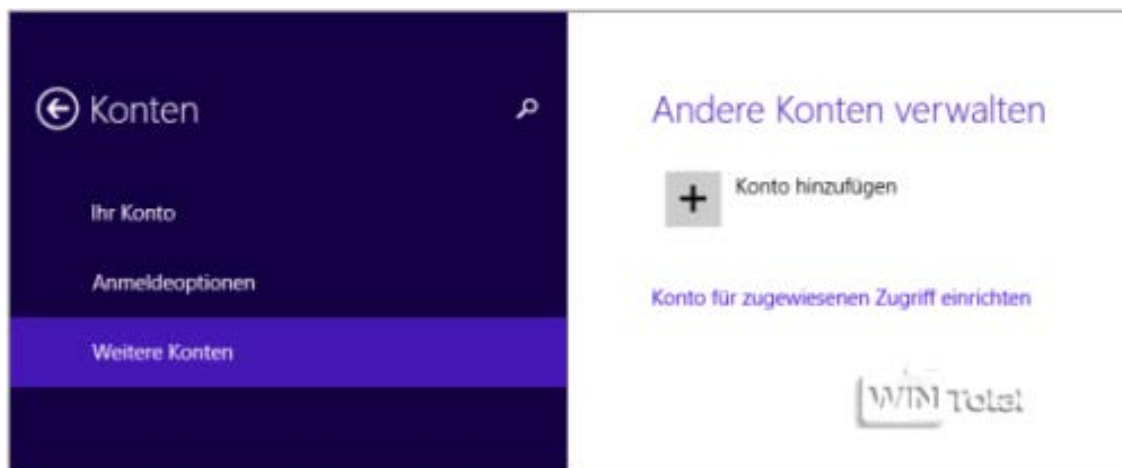 Konten
Ihr Konto
Anmeldeoptionen
Weitere Konten
Andere Konten verwalten
Konto hinzufügen
Konto für zugewiesenen Zugriff einrichten
WIN Total